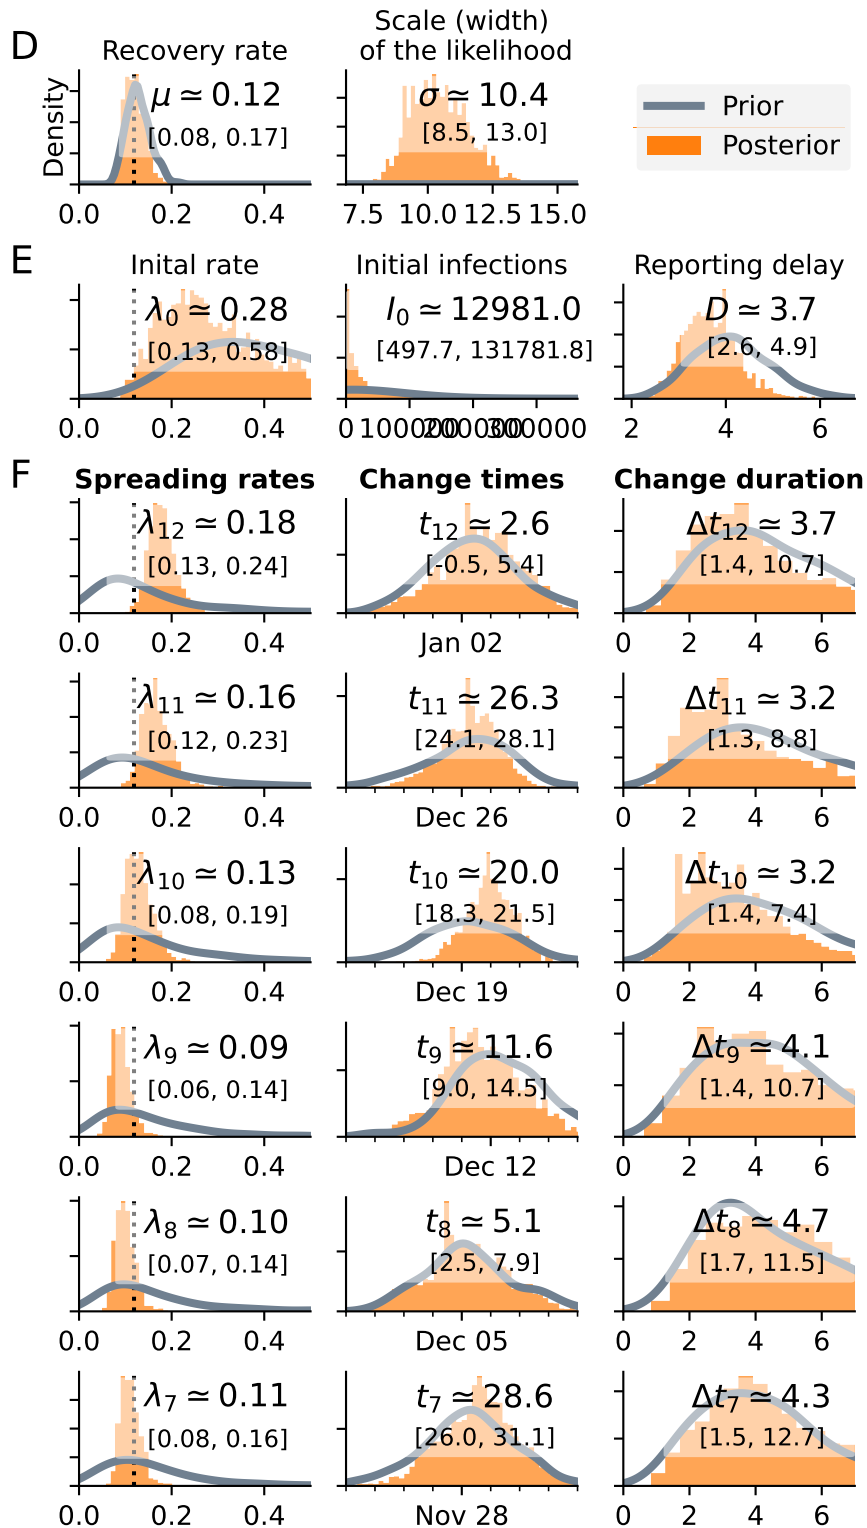 D
Recovery rate
Scale (width)
of the likelihood
Density
μ ≃ 0.12
[0.08, 0.17]
0.0 0.2 0.4
σ ≃ 10.4
[8.5, 13.0]
7.5 10.0 12.5 15.0
Prior
Posterior
E
Inital rate
λ0 ≃ 0.28
[0.13, 0.58]
0.0 0.2 0.4
Initial infections
I0 ≃ 12981.0
[497.7, 131781.8]
0 100000 200000 300000
Reporting delay
D ≃ 3.7
[2.6, 4.9]
2 4 6
F
Spreading rates
Change times
Change duration
λ12 ≃ 0.18
[0.13, 0.24]
0.0 0.2 0.4
t12 ≃ 2.6
[-0.5, 5.4]
Jan 02
Δt12 ≃ 3.7
[1.4, 10.7]
0 2 4 6
λ11 ≃ 0.16
[0.12, 0.23]
0.0 0.2 0.4
t11 ≃ 26.3
[24.1, 28.1]
Dec 26
Δt11 ≃ 3.2
[1.3, 8.8]
0 2 4 6
λ10 ≃ 0.13
[0.08, 0.19]
0.0 0.2 0.4
t10 ≃ 20.0
[18.3, 21.5]
Dec 19
Δt10 ≃ 3.2
[1.4, 7.4]
0 2 4 6
λ9 ≃ 0.09
[0.06, 0.14]
0.0 0.2 0.4
t9 ≃ 11.6
[9.0, 14.5]
Dec 12
Δt9 ≃ 4.1
[1.4, 10.7]
0 2 4 6
λ8 ≃ 0.10
[0.07, 0.14]
0.0 0.2 0.4
t8 ≃ 5.1
[2.5, 7.9]
Dec 05
Δt8 ≃ 4.7
[1.7, 11.5]
0 2 4 6
λ7 ≃ 0.11
[0.08, 0.16]
0.0 0.2 0.4
t7 ≃ 28.6
[26.0, 31.1]
Nov 28
Δt7 ≃ 4.3
[1.5, 12.7]
0 2 4 6